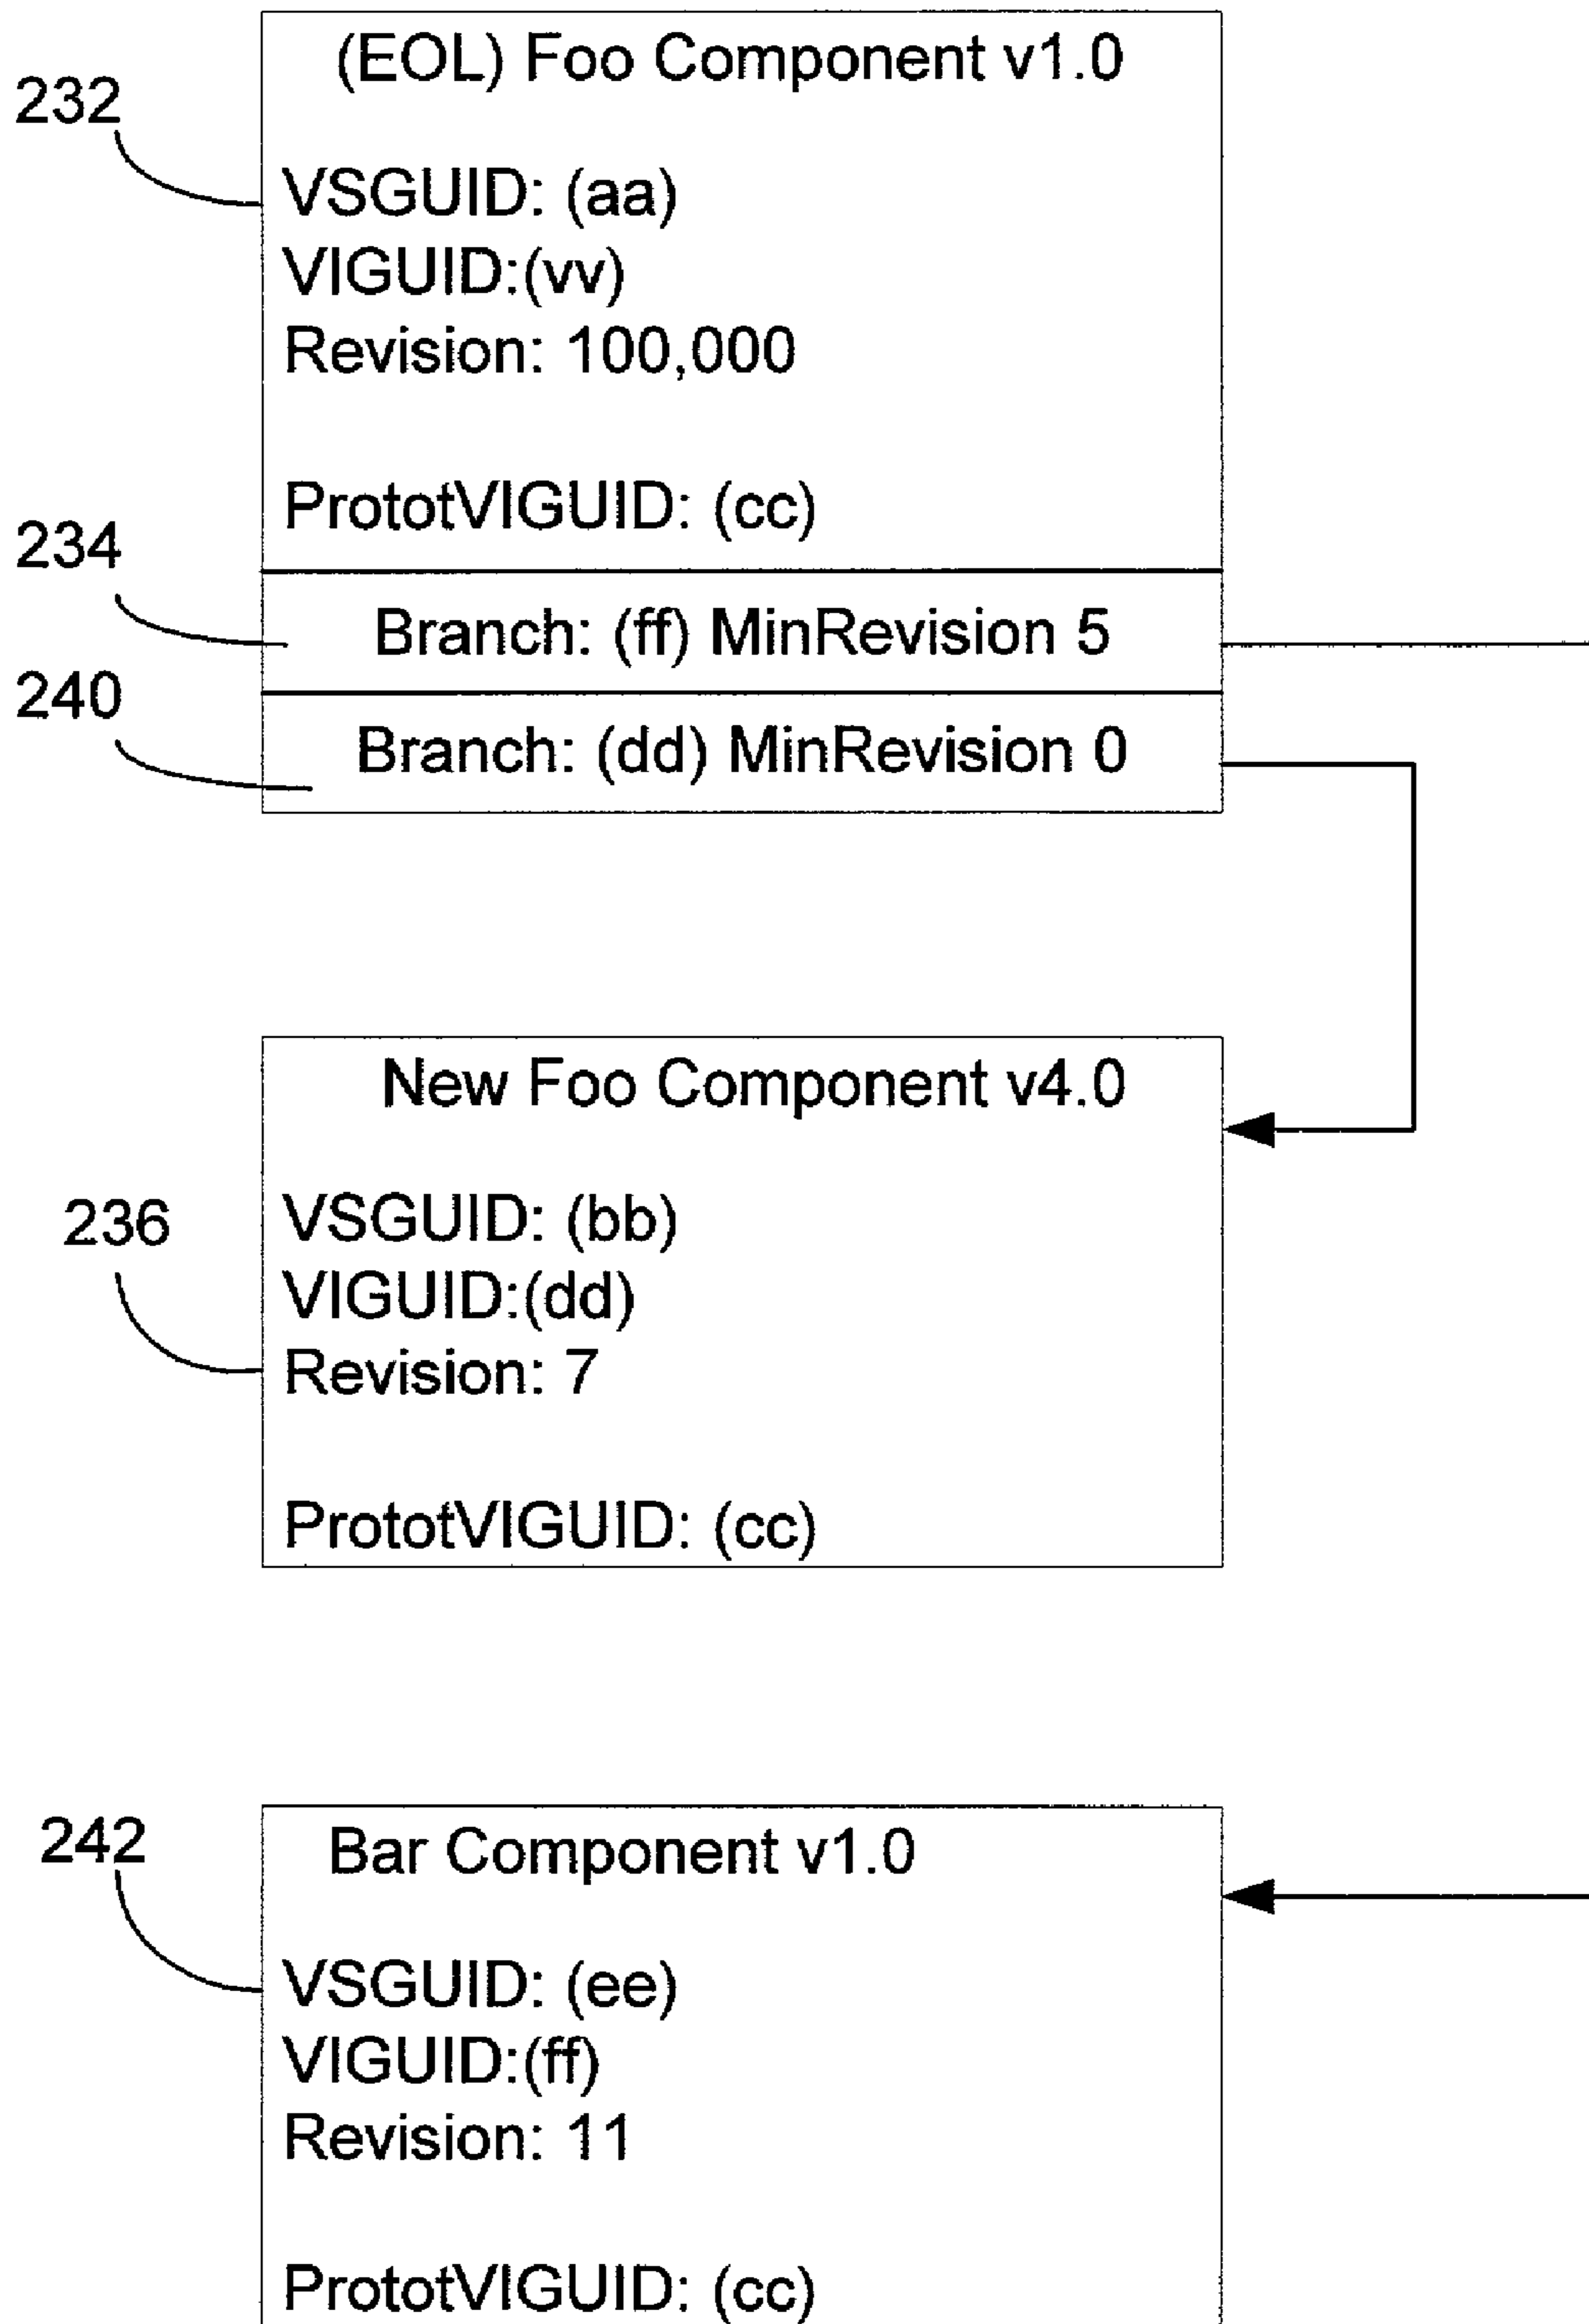 (EOL) Foo Component v1.0
232
VSGUID: (aa)
VIGUID:(vv)
Revision: 100,000
PrototVIGUID: (cc)
234
Branch: (ff) MinRevision 5
240
Branch: (dd) MinRevision 0
New Foo Component v4.0
236
VSGUID: (bb)
VIGUID:(dd)
Revision: 7
PrototVIGUID: (cc)
242
Bar Component v1.0
VSGUID: (ee)
VIGUID:(ff)
Revision: 11
PrototVIGUID: (cc)